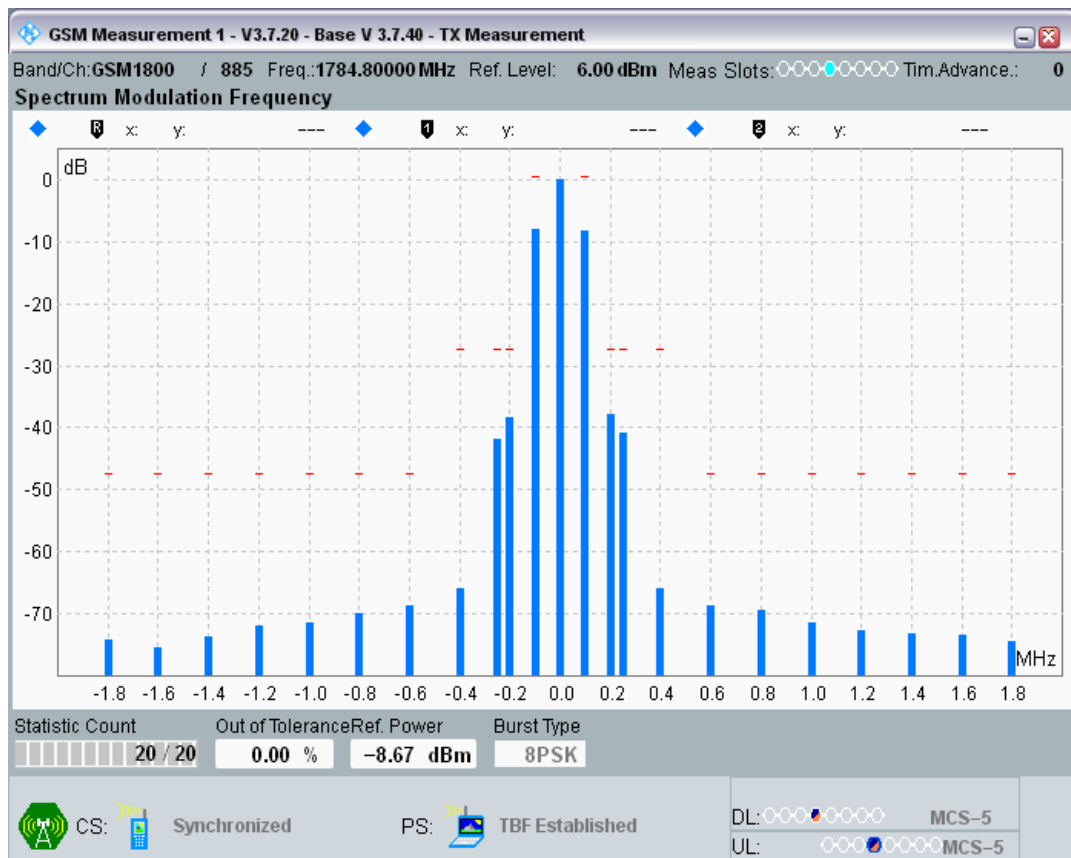 GSM Measurement 1 - V3.7.20 - Base V 3.7.40 - TX Measurement
Band/Ch:GSM1800 / 885 Freq.:1784.80000 MHz Ref. Level: 6.00 dBm Meas Slots: Tim.Advance.: 0
Spectrum Modulation Frequency
R x: y: --- 1 x: y: --- 2 x: y: ---
dB
0
-10
-20
-30
-40
-50
-60
-70
MHz
-1.8 -1.6 -1.4 -1.2 -1.0 -0.8 -0.6 -0.4 -0.2 0.0 0.2 0.4 0.6 0.8 1.0 1.2 1.4 1.6 1.8
Statistic Count Out of Tolerance Ref. Power Burst Type
20 / 20 0.00 % −8.67 dBm 8PSK
CS: Synchronized PS: TBF Established
DL: MCS−5
UL: MCS−5